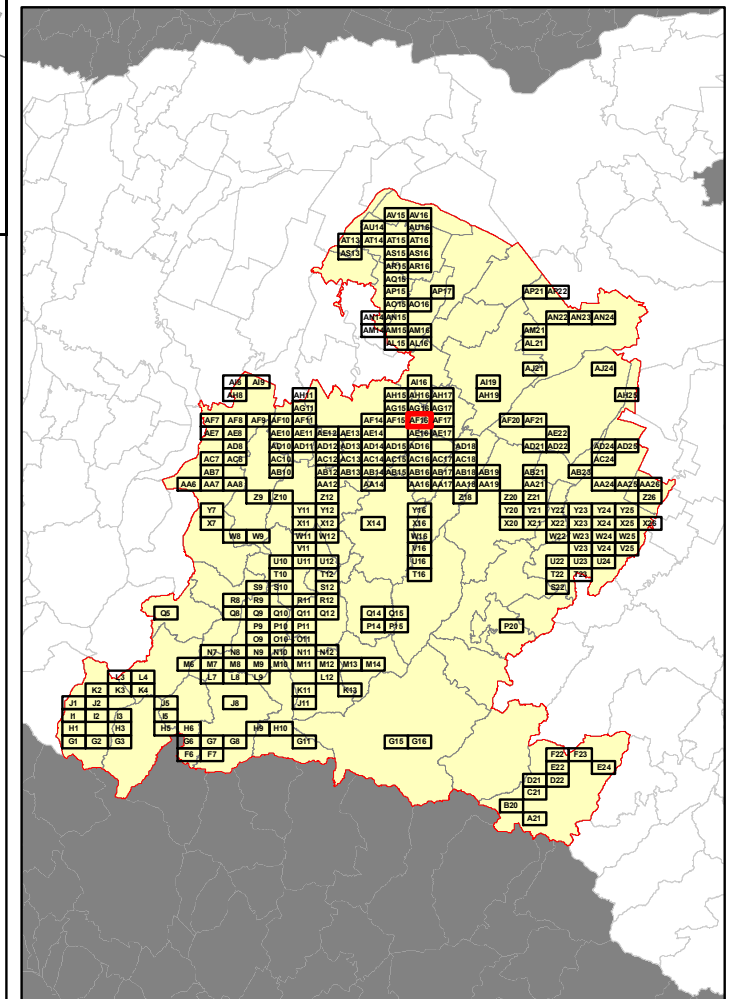 AV15 AV16
AU14 AU16
AT13 AT14 AT15 AT16
AS13 AS15 AS16
AR15 AR16
AQ15
AP15 AP17 AP21 AP22
AO15 AO16
AN14 AN15 AN22 AN23 AN24
AM14 AM15 AM16 AM21
AL15 AL16 AL21
AJ21 AJ24
AI8 AI9 AI16 AI19
AH8 AH11 AH15 AH16 AH17 AH19 AH25
AG11 AG15 AG16 AG17
AF7 AF8 AF9 AF10 AF11 AF14 AF15 AF16 AF17 AF20 AF21
AE7 AE8 AE10 AE11 AE12 AE13 AE14 AE16 AE17 AE22
AD8 AD10 AD11 AD12 AD13 AD14 AD16 AD18 AD21 AD22 AD24 AD25
AC7 AC8 AC10 AC12 AC13 AC14 AC15 AC16 AC17 AC18 AC24
AB7 AB10 AB12 AB13 AB14 AB15 AB16 AB17 AB18 AB19 AB21 AB23
AA6 AA7 AA8 AA12 AA14 AA16 AA17 AA18 AA19 AA21 AA24 AA25 AA26
Z9 Z10 Z12 Z18 Z20 Z21 Z26
Y7 Y11 Y12 Y16 Y20 Y21 Y22 Y23 Y24 Y25
X7 X11 X12 X14 X16 X20 X21 X22 X23 X24 X25 X26
W8 W9 W11 W12 W16 W22 W23 W24 W25
V11 V16 V23 V24 V25
U10 U11 U12 U16 U22 U23 U24
T10 T12 T16 T22 T23
S9 S10 S12 S22
R8 R9 R11 R12
Q5 Q8 Q9 Q10 Q11 Q12 Q14 Q15
P9 P10 P11 P14 P15 P20
O9 O10 O11
N7 N8 N9 N10 N11 N12
M6 M7 M8 M9 M10 M11 M12 M13 M14
L3 L4 L7 L8 L9 L12
K2 K3 K4 K11 K13
J1 J2 J5 J8 J11
I1 I2 I3 I5
H1 H3 H5 H6 H9 H10
G1 G2 G3 G6 G7 G8 G11 G15 G16
F6 F7 F22 F23
E22 E24
D21 D22
C21
B20
A21